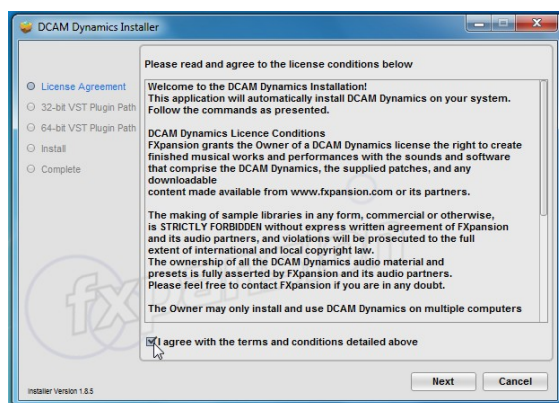 DCAM Dynamics Installer
Please read and agree to the license conditions below
License Agreement
32-bit VST Plugin Path
64-bit VST Plugin Path
Install
Complete
Welcome to the DCAM Dynamics Installation!
This application will automatically install DCAM Dynamics on your system.
Follow the commands as presented.
DCAM Dynamics Licence Conditions
FXpansion grants the Owner of a DCAM Dynamics license the right to create
finished musical works and performances with the sounds and software
that comprise the DCAM Dynamics, the supplied patches, and any
downloadable
content made available from www.fxpansion.com or its partners.
The making of sample libraries in any form, commercial or otherwise,
is STRICTLY FORBIDDEN without express written agreement of FXpansion
and its audio partners, and violations will be prosecuted to the full
extent of international and local copyright law.
The ownership of all the DCAM Dynamics audio material and
presets is fully asserted by FXpansion and its audio partners.
Please feel free to contact FXpansion if you are in any doubt.
The Owner may only install and use DCAM Dynamics on multiple computers
I agree with the terms and conditions detailed above
Next
Cancel
Installer Version 1.8.5